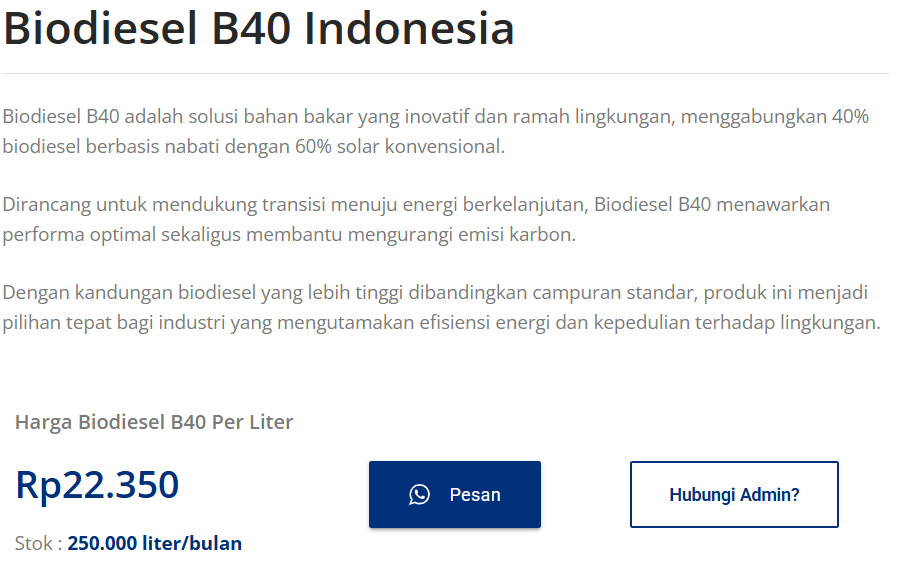 Biodiesel B40 Indonesia
Biodiesel B40 adalah solusi bahan bakar yang inovatif dan ramah lingkungan, menggabungkan 40%
biodiesel berbasis nabati dengan 60% solar konvensional.
Dirancang untuk mendukung transisi menuju energi berkelanjutan, Biodiesel B40 menawarkan
performa optimal sekaligus membantu mengurangi emisi karbon.
Dengan kandungan biodiesel yang lebih tinggi dibandingkan campuran standar, produk ini menjadi
pilihan tepat bagi industri yang mengutamakan efisiensi energi dan kepedulian terhadap lingkungan.
Harga Biodiesel B40 Per Liter
Rp22.350
Stok : 250.000 liter/bulan
Pesan
Hubungi Admin?